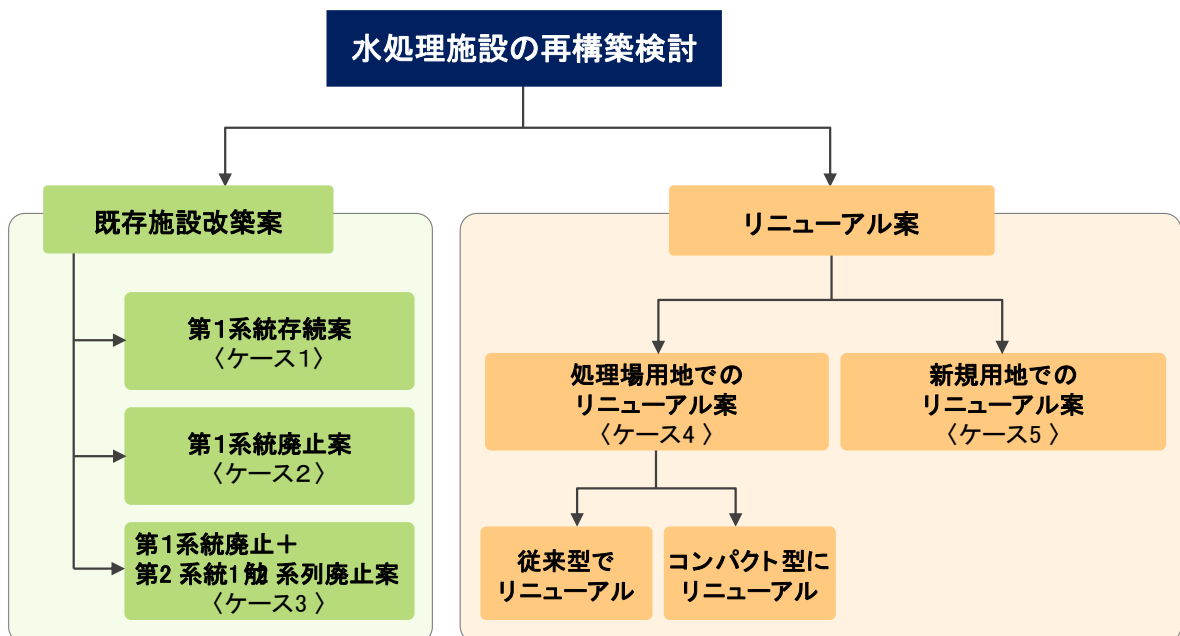 水処理施設の再構築検討
既存施設改築案
第1系統存続案
〈ケース1〉
第1系統廃止案
〈ケース2〉
第1系統廃止＋
第2系統1 2系列廃止案
〈ケース3〉
リニューアル案
処理場用地での
リニューアル案
〈ケース4〉
新規用地での
リニューアル案
〈ケース5〉
従来型で
リニューアル
コンパクト型に
リニューアル